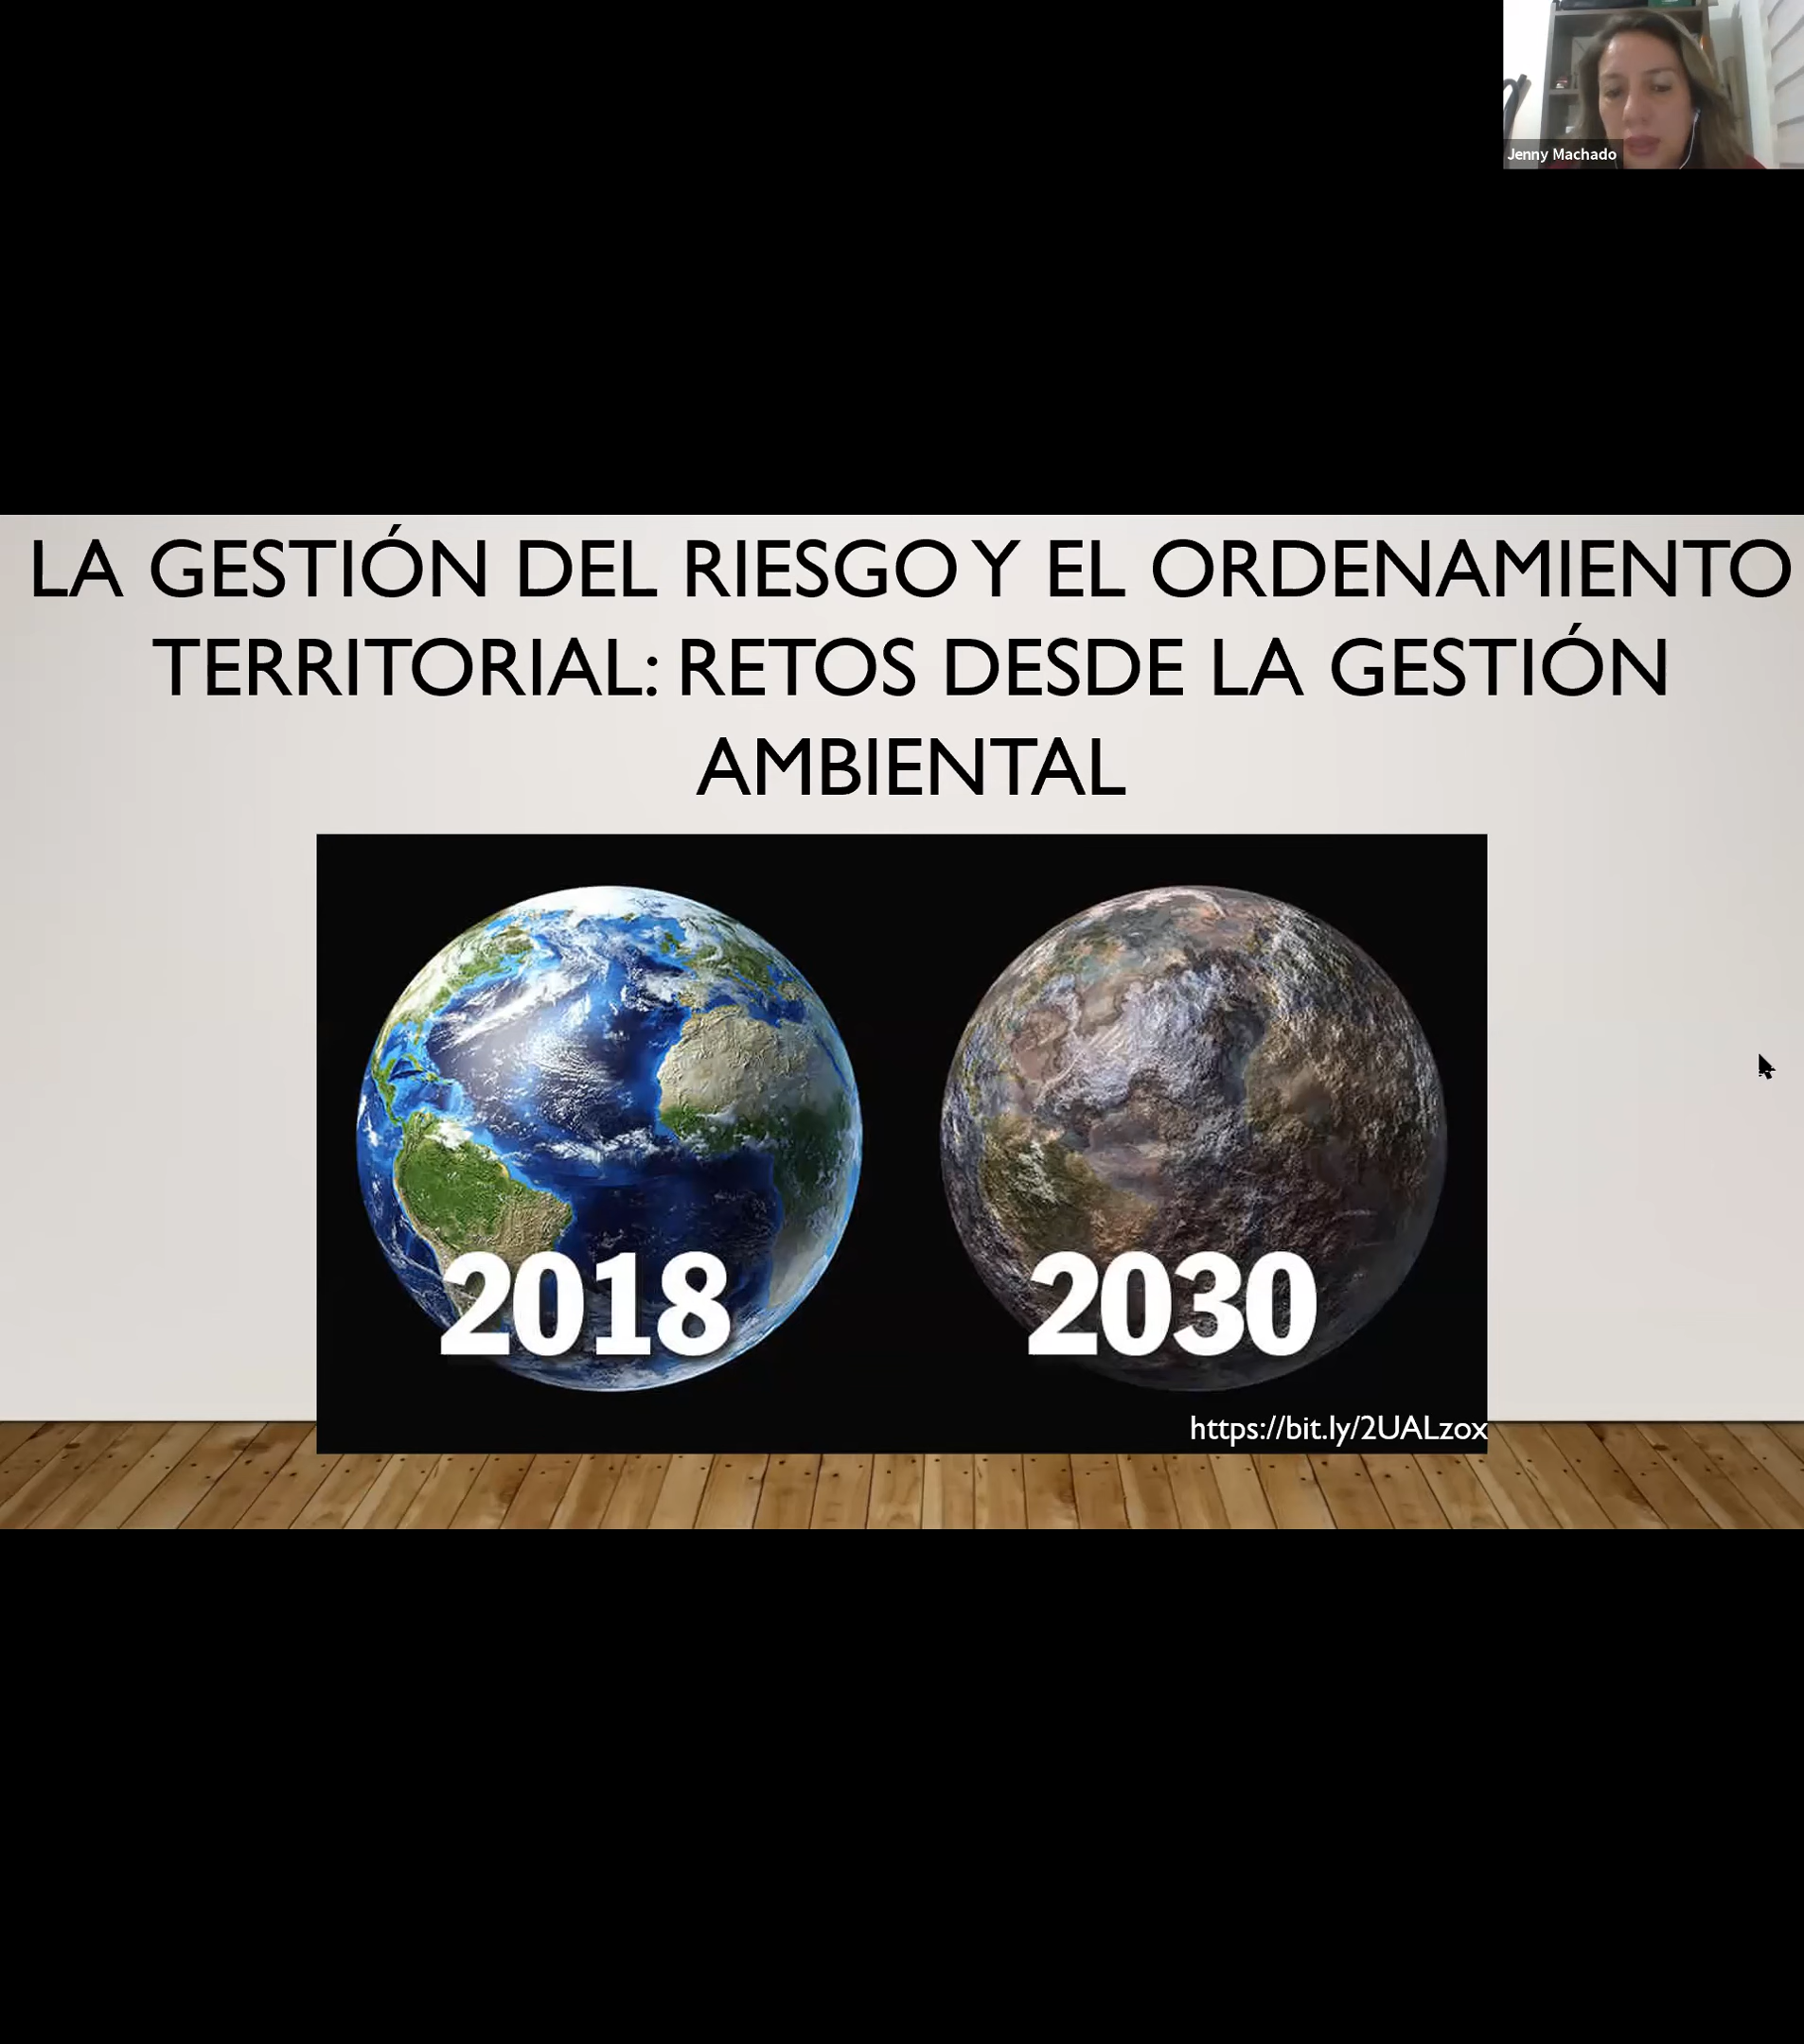 Jenny Machado
LA GESTIÓN DEL RIESGO Y EL ORDENAMIENTO
TERRITORIAL: RETOS DESDE LA GESTIÓN
AMBIENTAL
2018
2030
https://bit.ly/2UALzox